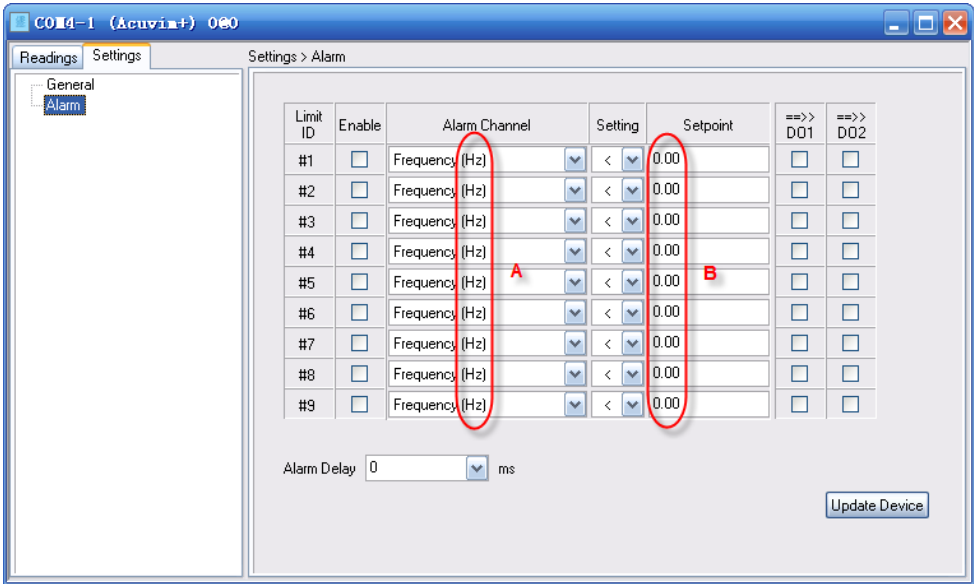 COM4-1 (Acuvim+) 0@0
Readings Settings Settings > Alarm
General
Alarm
Limit ID Enable Alarm Channel Setting Setpoint ==>> DO1 ==>> DO2
#1 Frequency (Hz) < 0.00
#2 Frequency (Hz) < 0.00
#3 Frequency (Hz) < 0.00
#4 Frequency (Hz) < 0.00
#5 Frequency (Hz) A < 0.00 B
#6 Frequency (Hz) < 0.00
#7 Frequency (Hz) < 0.00
#8 Frequency (Hz) < 0.00
#9 Frequency (Hz) < 0.00
Alarm Delay 0 ms
Update Device